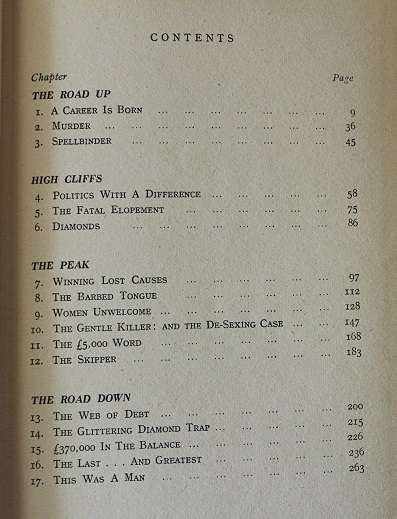 CONTENTS
Chapter Page
THE ROAD UP
1. A CAREER IS BORN ... ... ... ... ... ... ... 9
2. MURDER ... ... ... ... ... ... ... ... 36
3. SPELLBINDER ... ... ... ... ... ... ... 45
HIGH CLIFFS
4. POLITICS WITH A DIFFERENCE ... ... ... ... 58
5. THE FATAL ELOPEMENT ... ... ... ... ... 75
6. DIAMONDS ... ... ... ... ... ... ... 86
THE PEAK
7. WINNING LOST CAUSES ... ... ... ... ... 97
8. THE BARBED TONGUE ... ... ... ... ... 112
9. WOMEN UNWELCOME ... ... ... ... ... ... 128
10. THE GENTLE KILLER: AND THE DE-SEXING CASE ... ... 147
11. THE £5,000 WORD ... ... ... ... ... ... 168
12. THE SKIPPER ... ... ... ... ... ... ... 183
THE ROAD DOWN
13. THE WEB OF DEBT ... ... ... ... ... ... 200
14. THE GLITTERING DIAMOND TRAP ... ... ... ... 215
15. £370,000 IN THE BALANCE ... ... ... ... ... 226
16. THE LAST . . . AND GREATEST ... ... ... ... 236
17. THIS WAS A MAN ... ... ... ... ... ... 263